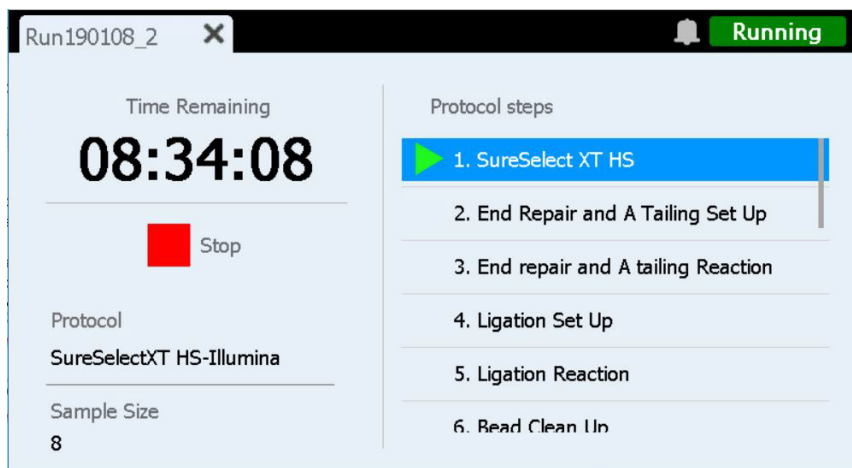 Run190108_2
Running
Time Remaining
08:34:08
Stop
Protocol
SureSelectXT HS-Illumina
Sample Size
8
Protocol steps
1. SureSelect XT HS
2. End Repair and A Tailing Set Up
3. End repair and A tailing Reaction
4. Ligation Set Up
5. Ligation Reaction
6. Bead Clean Up